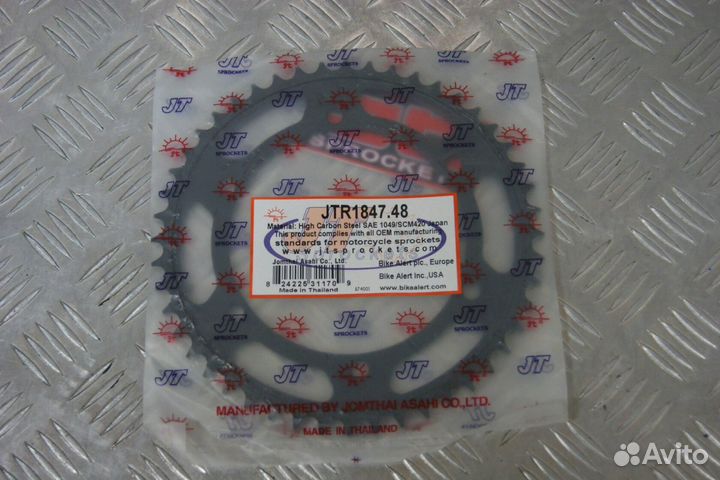 JT
SPROCKETS
SPROCKET
JTR1847.48
Material: High Carbon Steel SAE 1049/SCM420 Japan
This product complies with all OEM manufacturing
standards for motorcycle sprockets
www.jtsprockets.com
Jomthai Asahi Co., Ltd.
Bike Alert plc., Europe
Bike Alert Inc.,USA
8 24225 31170 9
Made in Thailand
www.bikealert.com
MANUFACTURED BY JOMTHAI ASAHI CO.,LTD.
MADE IN THAILAND
Avito